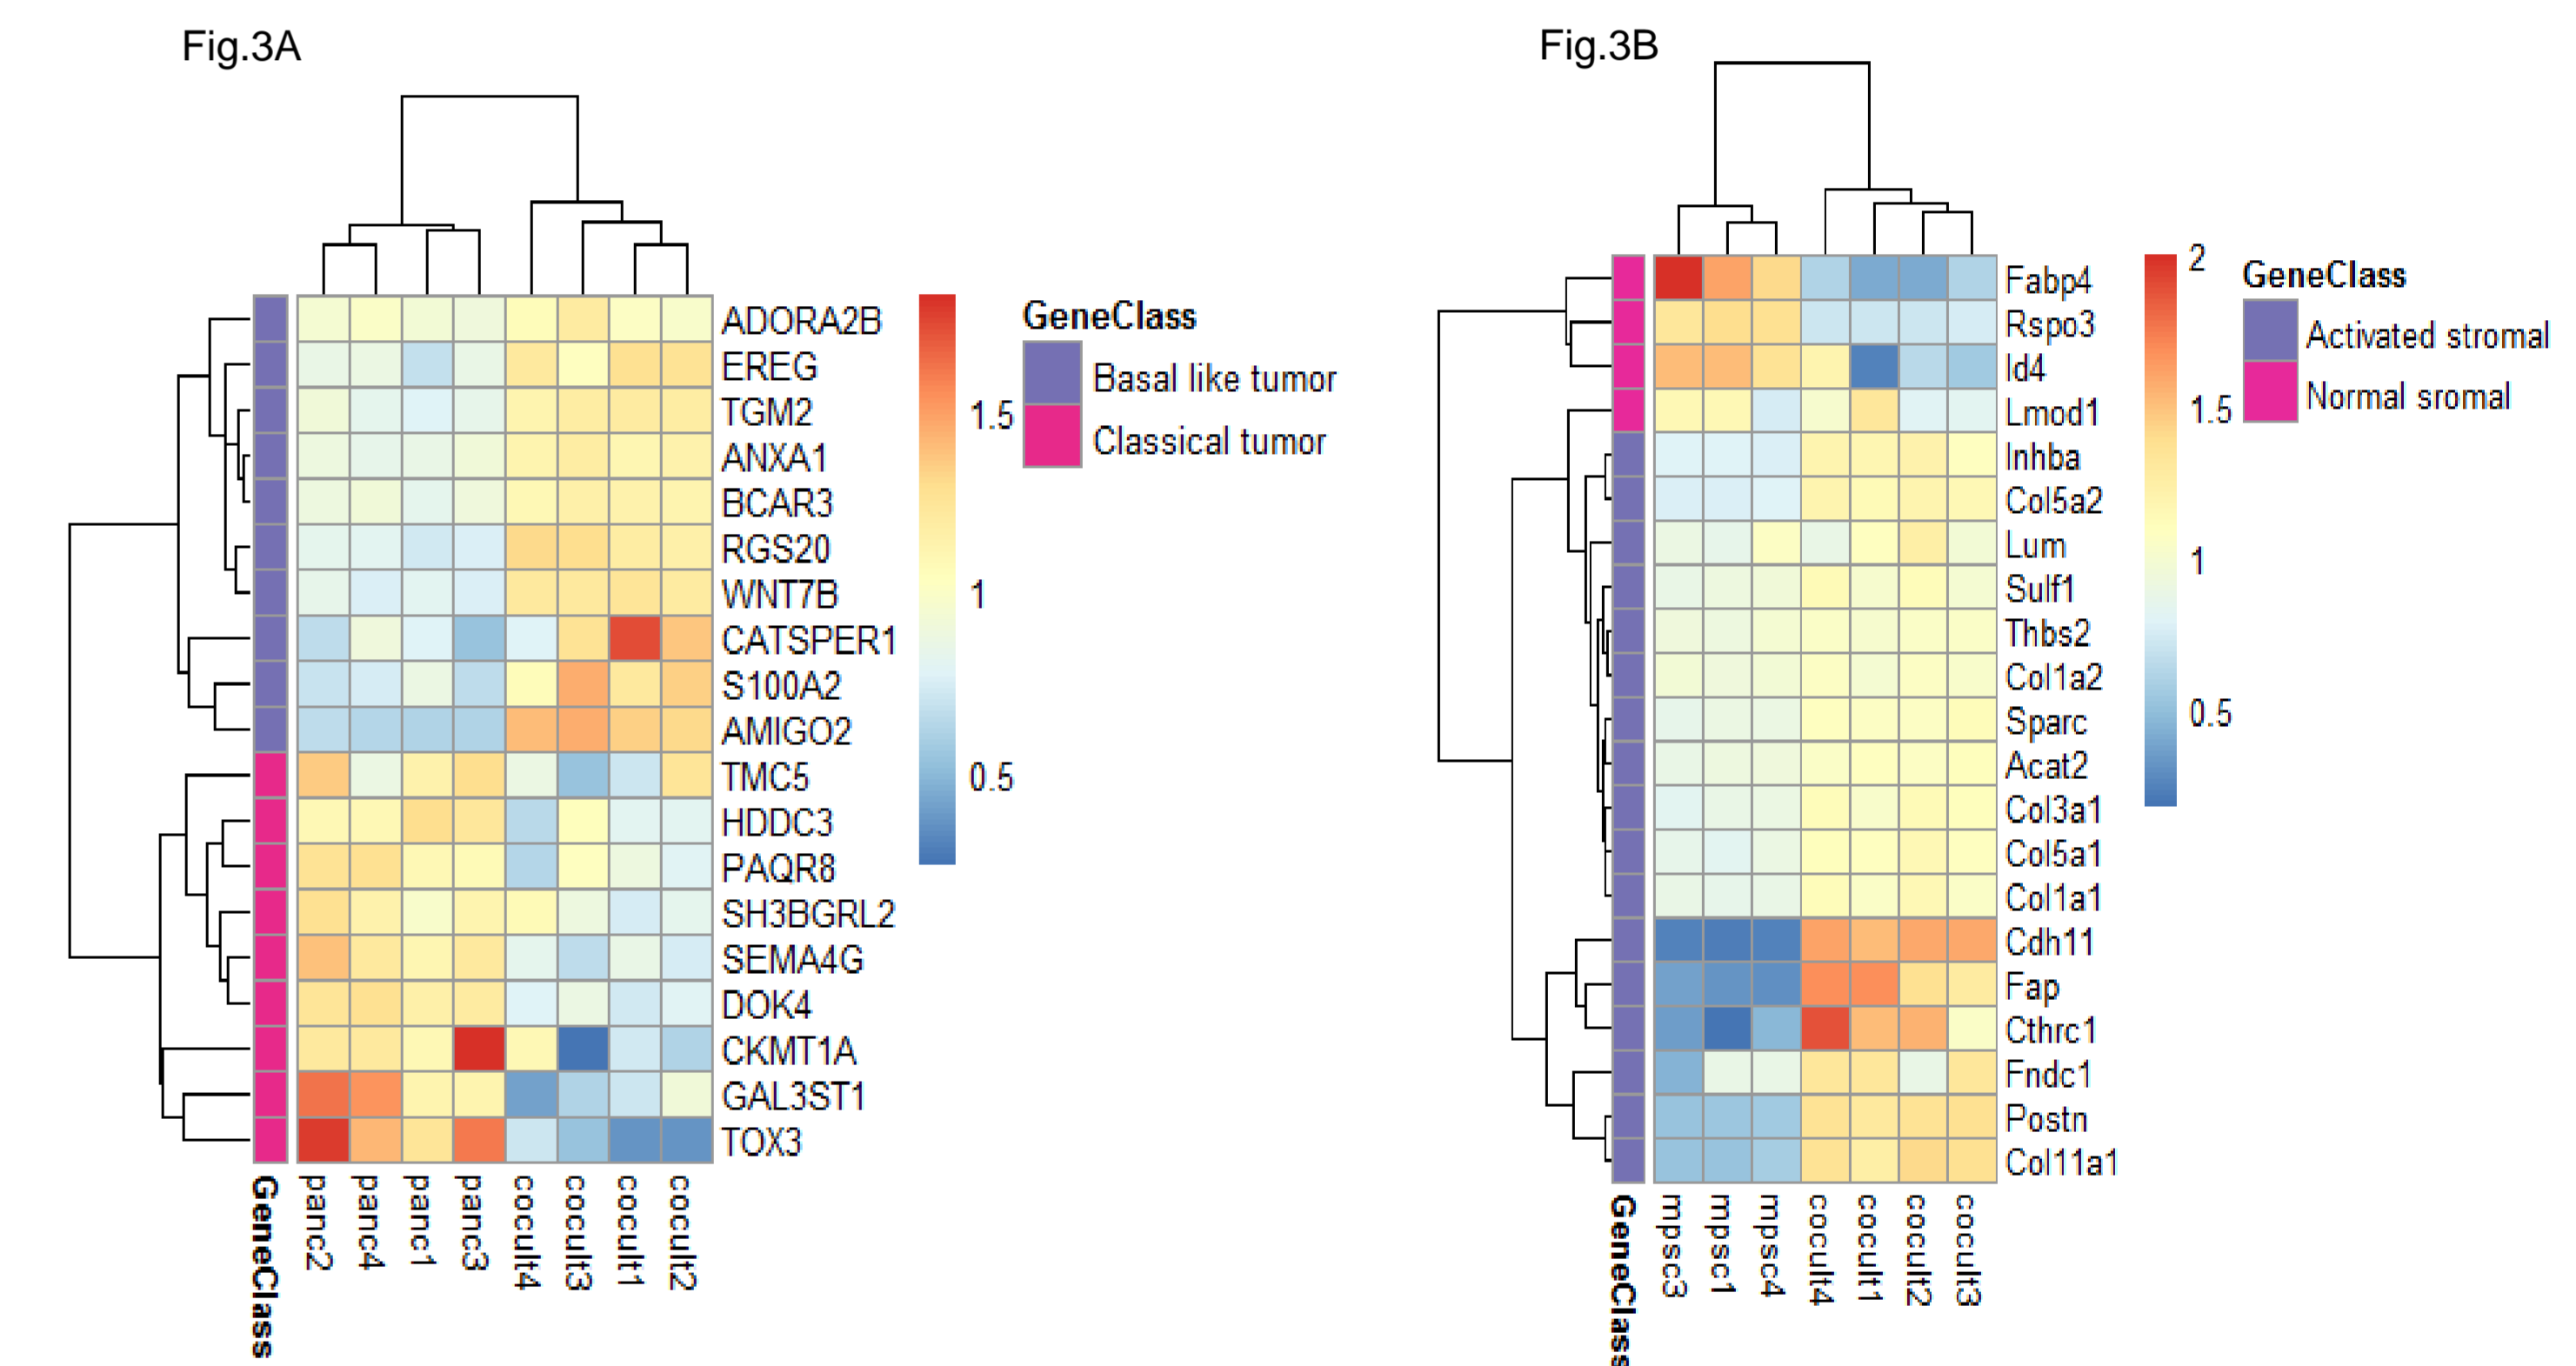 Fig.3A
ADORA2B
EREG
TGM2
ANXA1
BCAR3
RGS20
WNT7B
CATSPER1
S100A2
AMIGO2
TMC5
HDDC3
PAQR8
SH3BGRL2
SEMA4G
DOK4
CKMT1A
GAL3ST1
TOX3
GeneClass
panc2
panc4
panc1
panc3
cocult4
cocult3
cocult1
cocult2
1.5
1
0.5
GeneClass
Basal like tumor
Classical tumor
Fig.3B
Fabp4
Rspo3
Id4
Lmod1
Inhba
Col5a2
Lum
Sulf1
Thbs2
Col1a2
Sparc
Acat2
Col3a1
Col5a1
Col1a1
Cdh11
Fap
Cthrc1
Fndc1
Postn
Col11a1
GeneClass
mpsc3
mpsc1
mpsc4
cocult4
cocult1
cocult2
cocult3
2
1.5
1
0.5
GeneClass
Activated stromal
Normal sromal